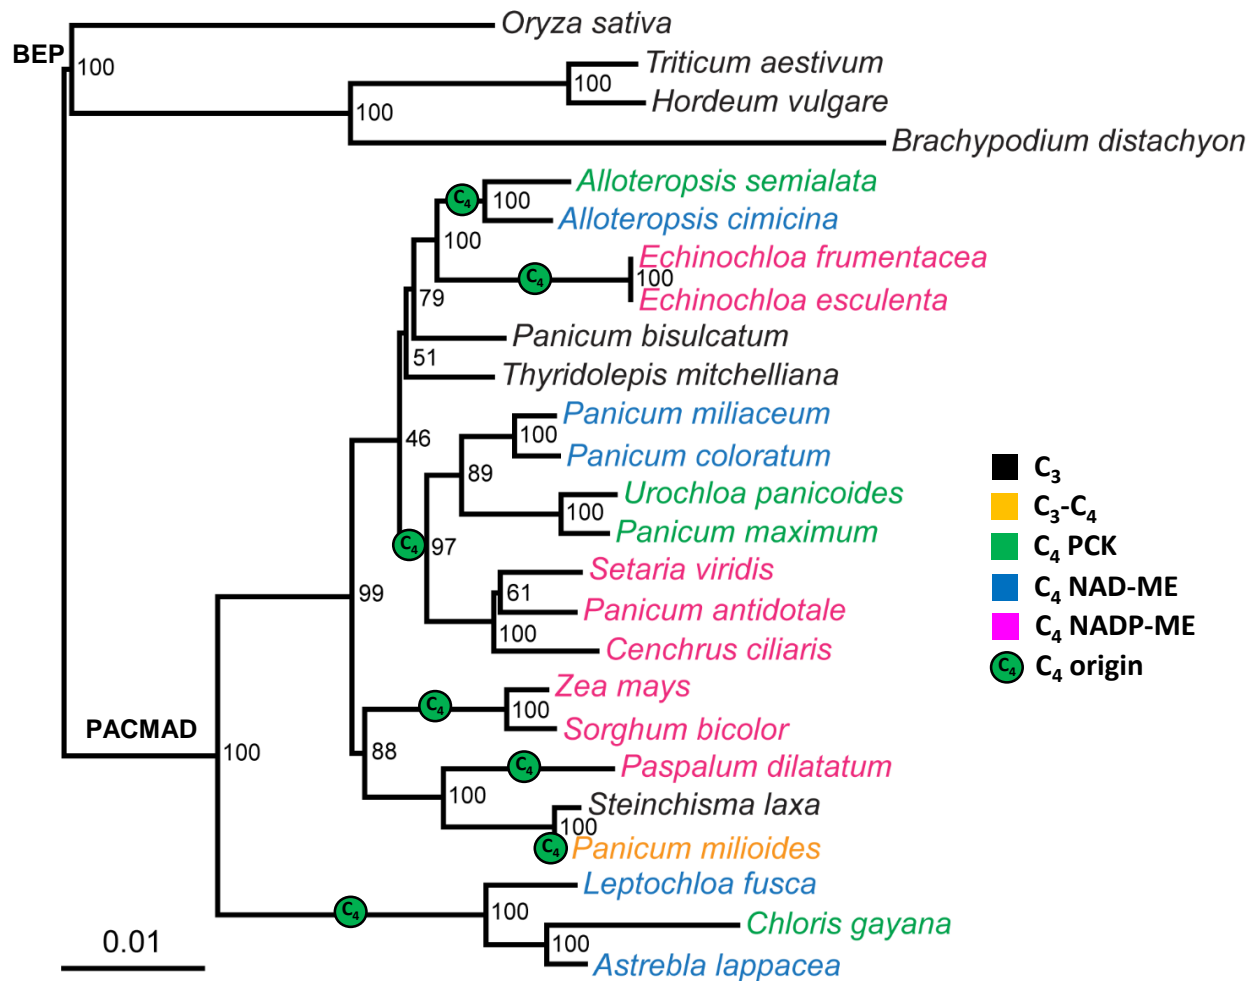 Oryza sativa
BEP
100
Triticum aestivum
100
Hordeum vulgare
100
Brachypodium distachyon
C4
Alloteropsis semialata
100
Alloteropsis cimicina
100
Echinochloa frumentacea
C4
100
Echinochloa esculenta
79
Panicum bisulcatum
51
Thyridolepis mitchelliana
Panicum miliaceum
100
46
Panicum coloratum
89
Urochloa panicoides
100
Panicum maximum
C4
97
Setaria viridis
61
99
Panicum antidotale
100
Cenchrus ciliaris
Zea mays
C4
100
Sorghum bicolor
PACMAD
100
88
C4
Paspalum dilatatum
100
Steinchisma laxa
100
C4
Panicum milioides
Leptochloa fusca
C4
100
Chloris gayana
100
Astrebla lappacea
0.01
C3
C3-C4
C4 PCK
C4 NAD-ME
C4 NADP-ME
C4 C4 origin